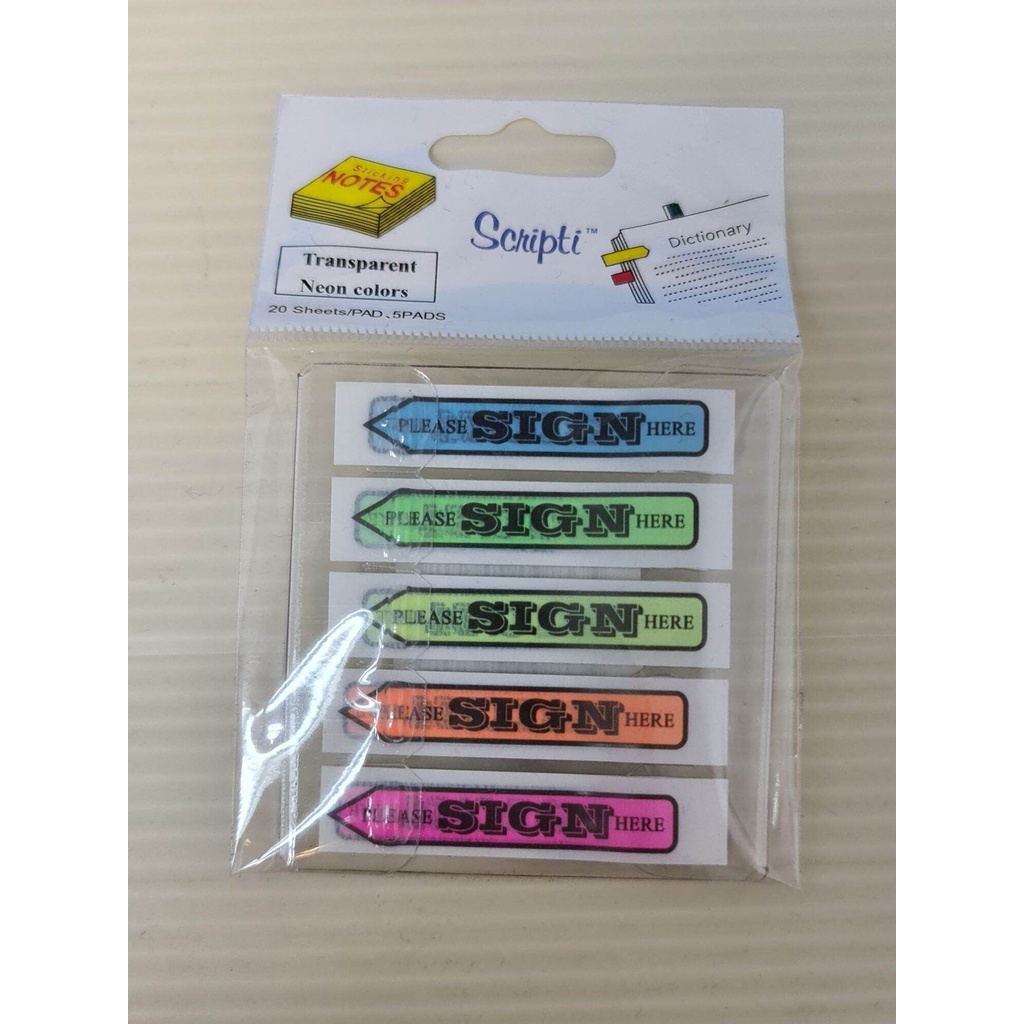 Sticking
NOTES
Scripti™
Dictionary
Transparent
Neon colors
20 Sheets/PAD、5PADS
PLEASE SIGN HERE
PLEASE SIGN HERE
PLEASE SIGN HERE
PLEASE SIGN HERE
PLEASE SIGN HERE